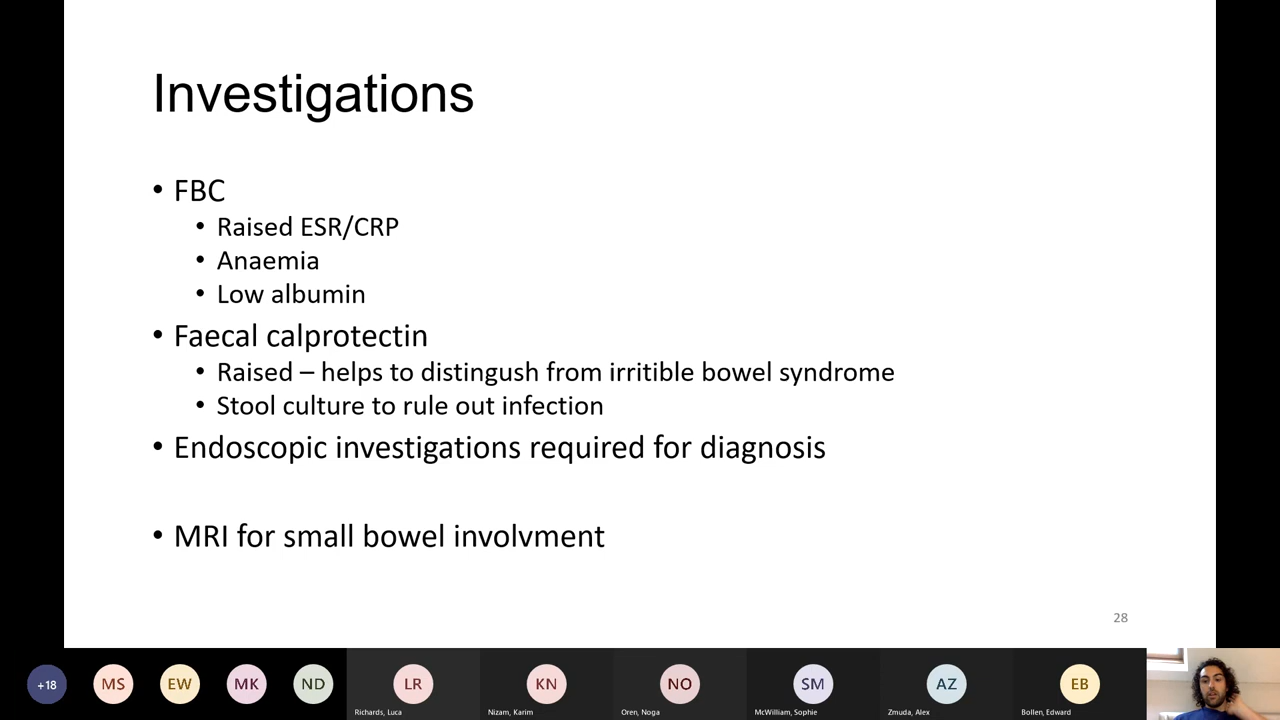 Investigations
• FBC
• Raised ESR/CRP
• Anaemia
• Low albumin
• Faecal calprotectin
• Raised – helps to distingush from irritible bowel syndrome
• Stool culture to rule out infection
• Endoscopic investigations required for diagnosis
• MRI for small bowel involvment
28
+18 MS EW MK ND LR KN NO SM AZ EB
Richards, Luca Nizam, Karim Oren, Noga McWilliam, Sophie Zmuda, Alex Bollen, Edward